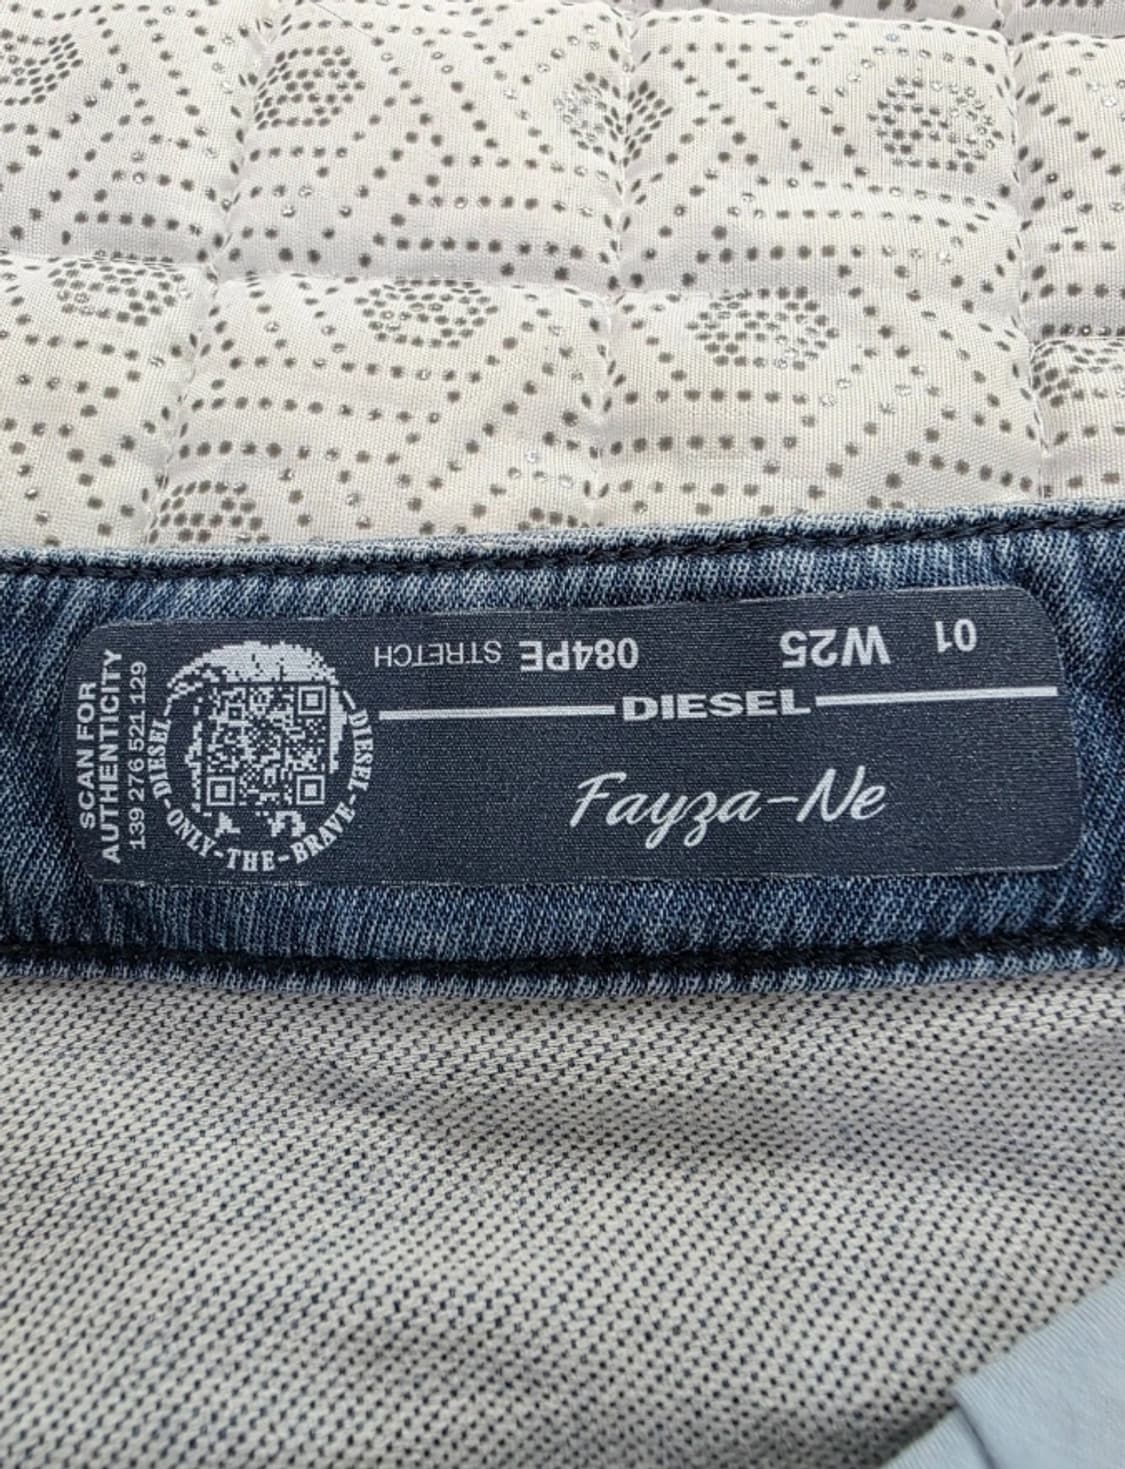 SCAN FOR
AUTHENTICITY
139 276 521 129
DIESEL-ONLY-THE-BRAVE-DIESEL
01 W25 084PE STRETCH
DIESEL
Fayza-Ne